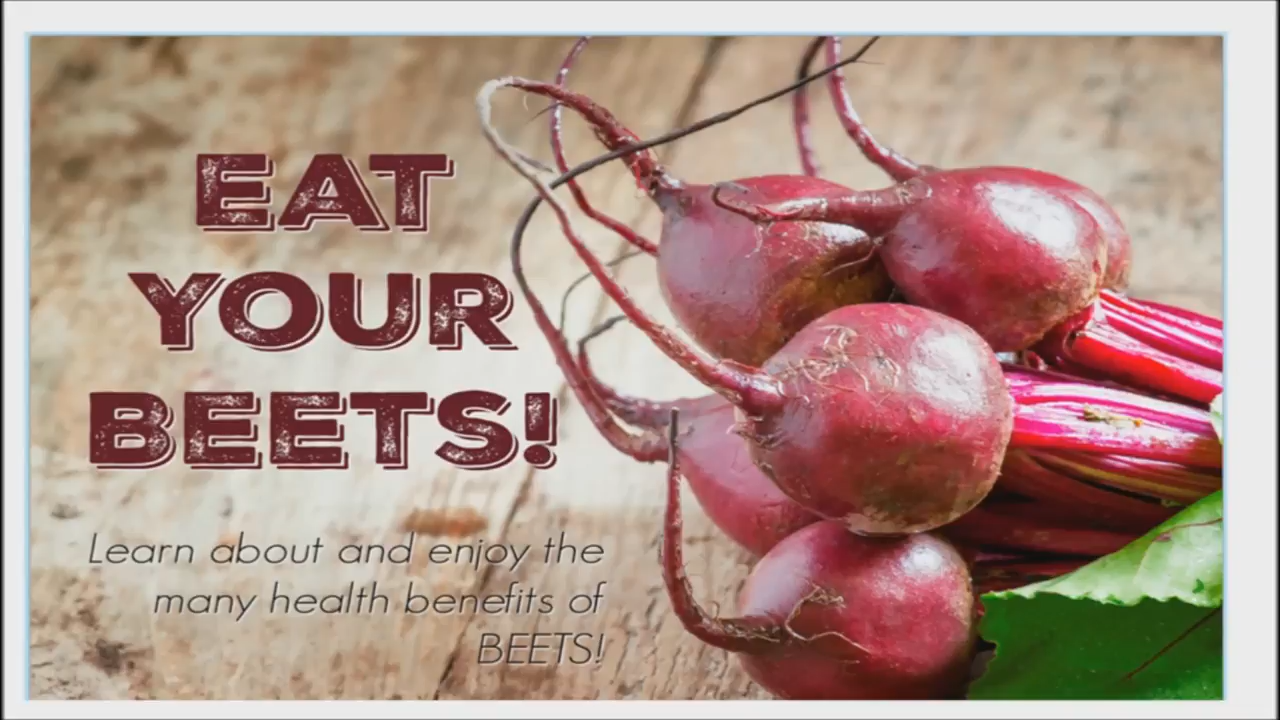 EAT
YOUR
BEETS!
Learn about and enjoy the
many health benefits of
BEETS!